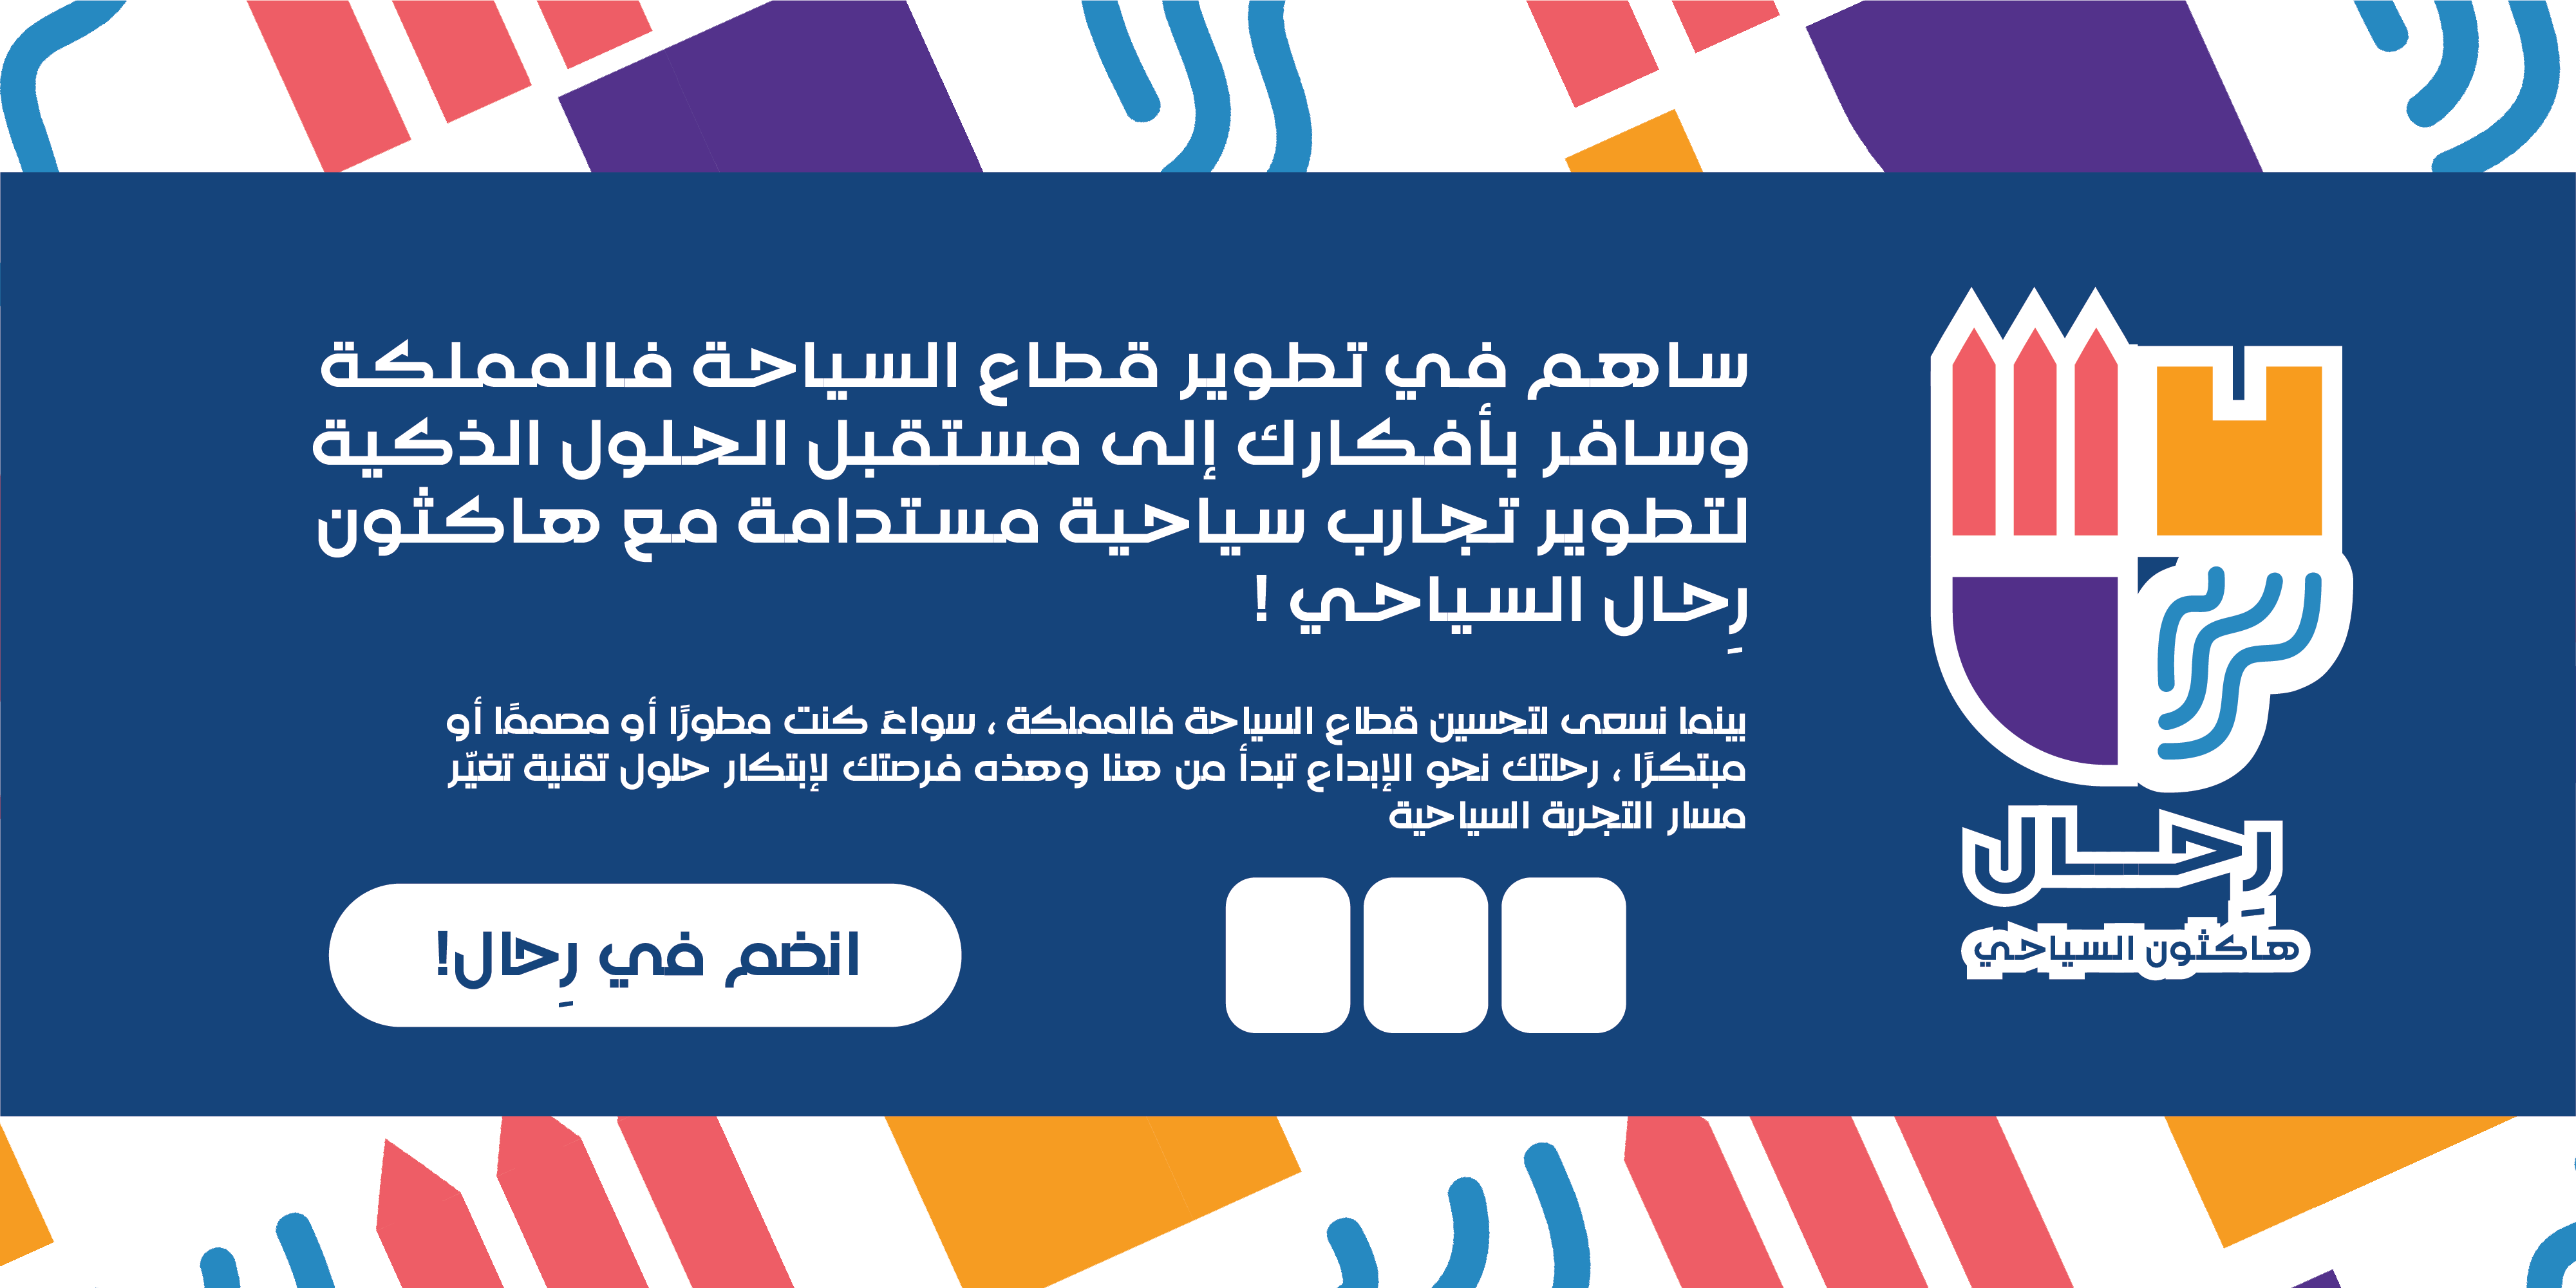 ساهم في تطوير قطاع السياحة فالمملكة
وسافر بأفكارك إلى مستقبل الحلول الذكية
لتطوير تجارب سياحية مستدامة مع هاكثون
رِحال السياحي !
بينما نسعى لتحسين قطاع السياحة فالمملكة ، سواءً كنت مطورًا أو مصممًا أو
مبتكرًا ، رحلتك نحو الإبداع تبدأ من هنا وهذه فرصتك لإبتكار حلول تقنية تغيّر
مسار التجربة السياحية
انضم في رِحال!
رِحــال
هاكثون السياحي